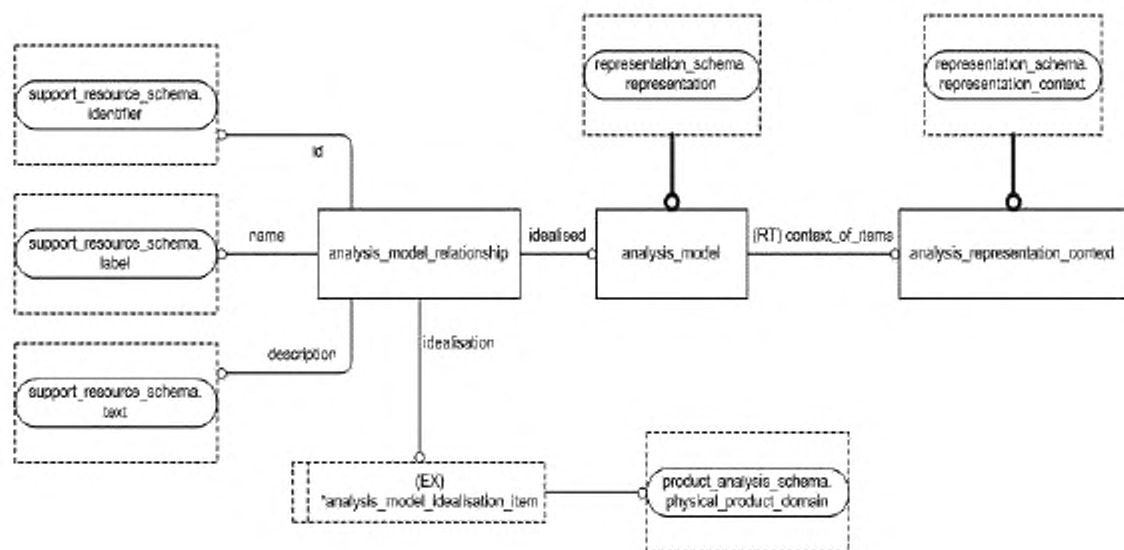 representation_schema.
representation
representation_schema.
representation_context
support_resource_schema.
identifier
id
support_resource_schema.
label
name
analysis_model_relationship
idealised
analysis_model
(RT) context_of_items
analysis_representation_context
description
idealisation
support_resource_schema.
text
(EX)
*analysis_model_idealisation_item
product_analysis_schema.
physical_product_domain